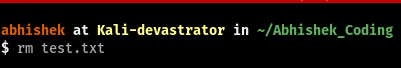 abhishek at Kali-devastrator in ~/Abhishek_Coding
$ rm test.txt